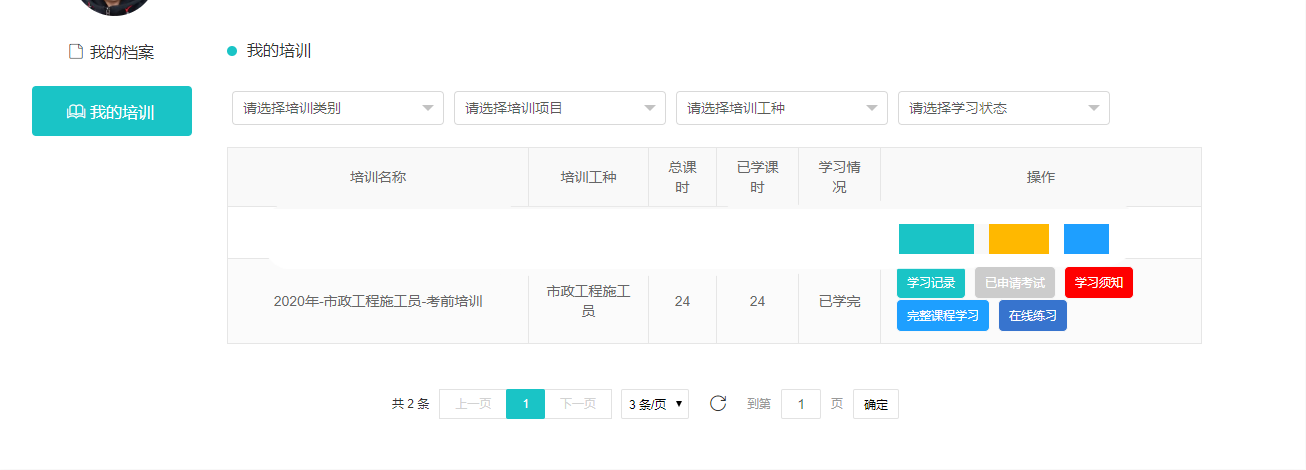 我的档案
我的培训
我的培训
请选择培训类别 请选择培训项目 请选择培训工种 请选择学习状态
培训名称 培训工种 总课时 已学课时 学习情况 操作
2020年-市政工程施工员-考前培训 市政工程施工员 24 24 已学完
学习记录 已申请考试 学习须知
完整课程学习 在线练习
共 2 条 上一页 1 下一页 3 条/页 到第 1 页 确定